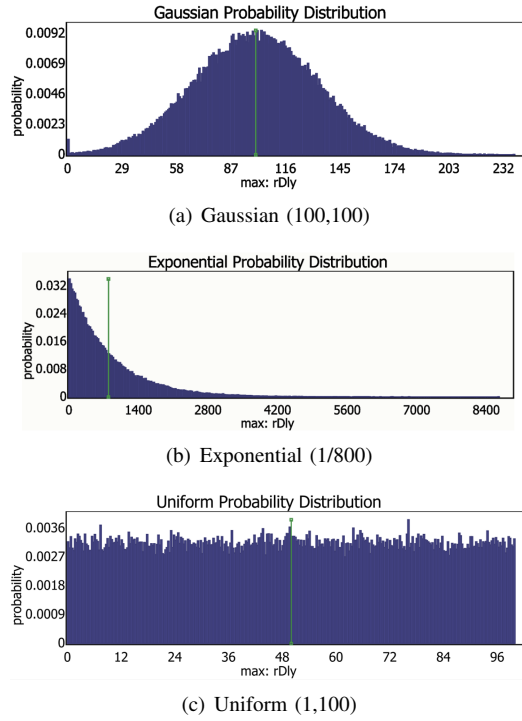 Gaussian Probability Distribution
0.0092
0.0069
0.0046
0.0023
0
probability
0 29 58 87 116 145 174 203 232
max: rDly
(a) Gaussian (100,100)
Exponential Probability Distribution
0.032
0.024
0.016
0.008
0
probability
0 1400 2800 4200 5600 7000 8400
max: rDly
(b) Exponential (1/800)
Uniform Probability Distribution
0.0036
0.0027
0.0018
0.0009
0
probability
0 12 24 36 48 60 72 84 96
max: rDly
(c) Uniform (1,100)